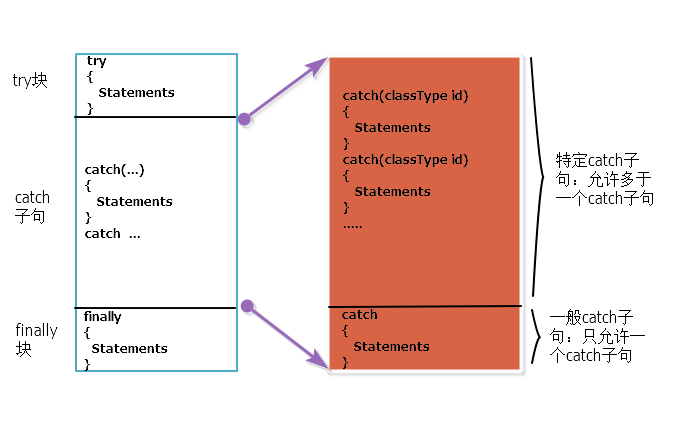 try块
try
{
Statements
}
catch
子句
catch(...)
{
Statements
}
catch ...
finally
块
finally
{
Statements
}
catch(classType id)
{
Statements
}
catch(classType id)
{
Statements
}
.....
特定catch子
句：允许多于
一个catch子句
catch
{
Statements
}
一般catch子
句：只允许一
个catch子句